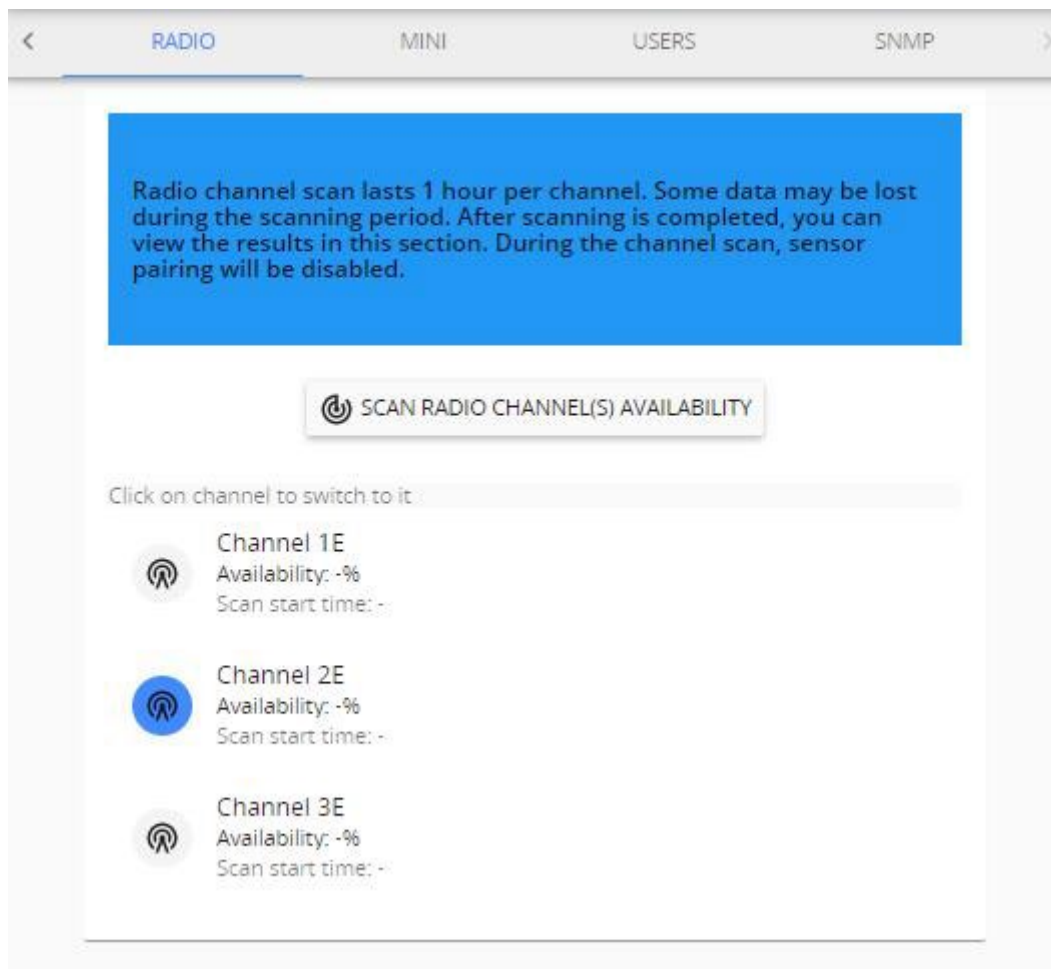 RADIO MINI USERS SNMP
Radio channel scan lasts 1 hour per channel. Some data may be lost
during the scanning period. After scanning is completed, you can
view the results in this section. During the channel scan, sensor
pairing will be disabled.
SCAN RADIO CHANNEL(S) AVAILABILITY
Click on channel to switch to it
Channel 1E
Availability: -%
Scan start time: -
Channel 2E
Availability: -%
Scan start time: -
Channel 3E
Availability: -%
Scan start time: -